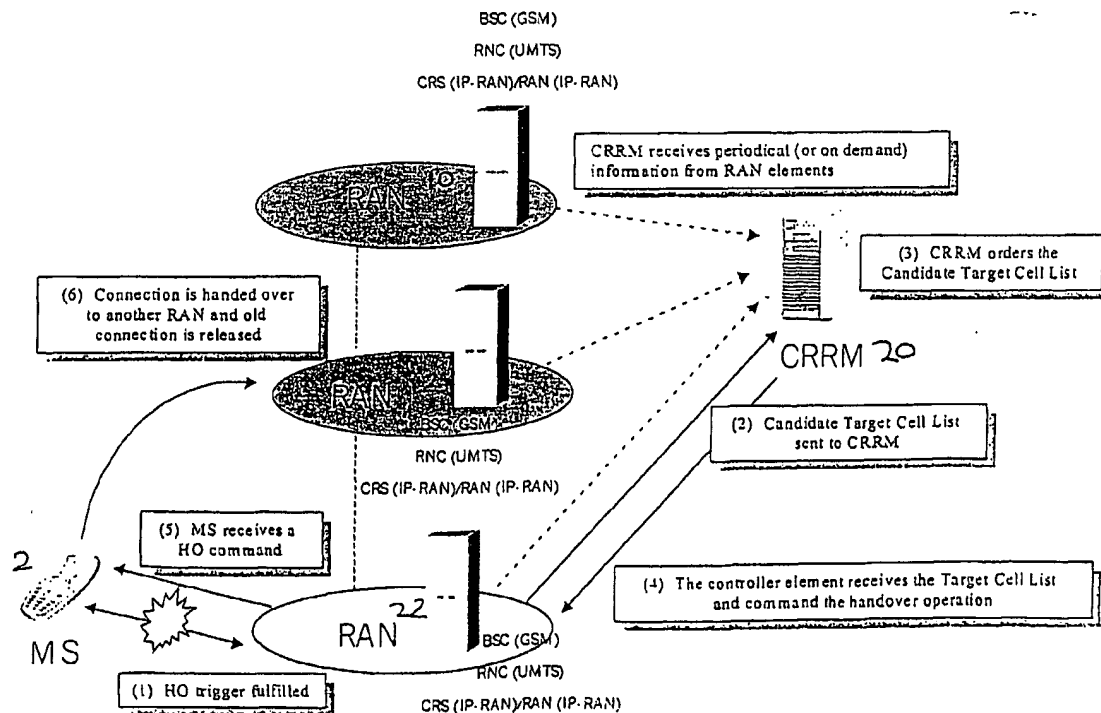 BSC (GSM)
RNC (UMTS)
CRS (IP-RAN)/RAN (IP-RAN)
CRRM receives periodical (or on demand)
information from RAN elements
RAN
10
(3) CRRM orders the
Candidate Target Cell List
(6) Connection is handed over
to another RAN and old
connection is released
CRRM 20
RAN
BSC (GSM)
RNC (UMTS)
CRS (IP-RAN)/RAN (IP-RAN)
(2) Candidate Target Cell List
sent to CRRM
(5) MS receives a
HO command
2
MS
(4) The controller element receives the Target Cell List
and command the handover operation
RAN 22
BSC (GSM)
RNC (UMTS)
CRS (IP-RAN)/RAN (IP-RAN)
(1) HO trigger fulfilled